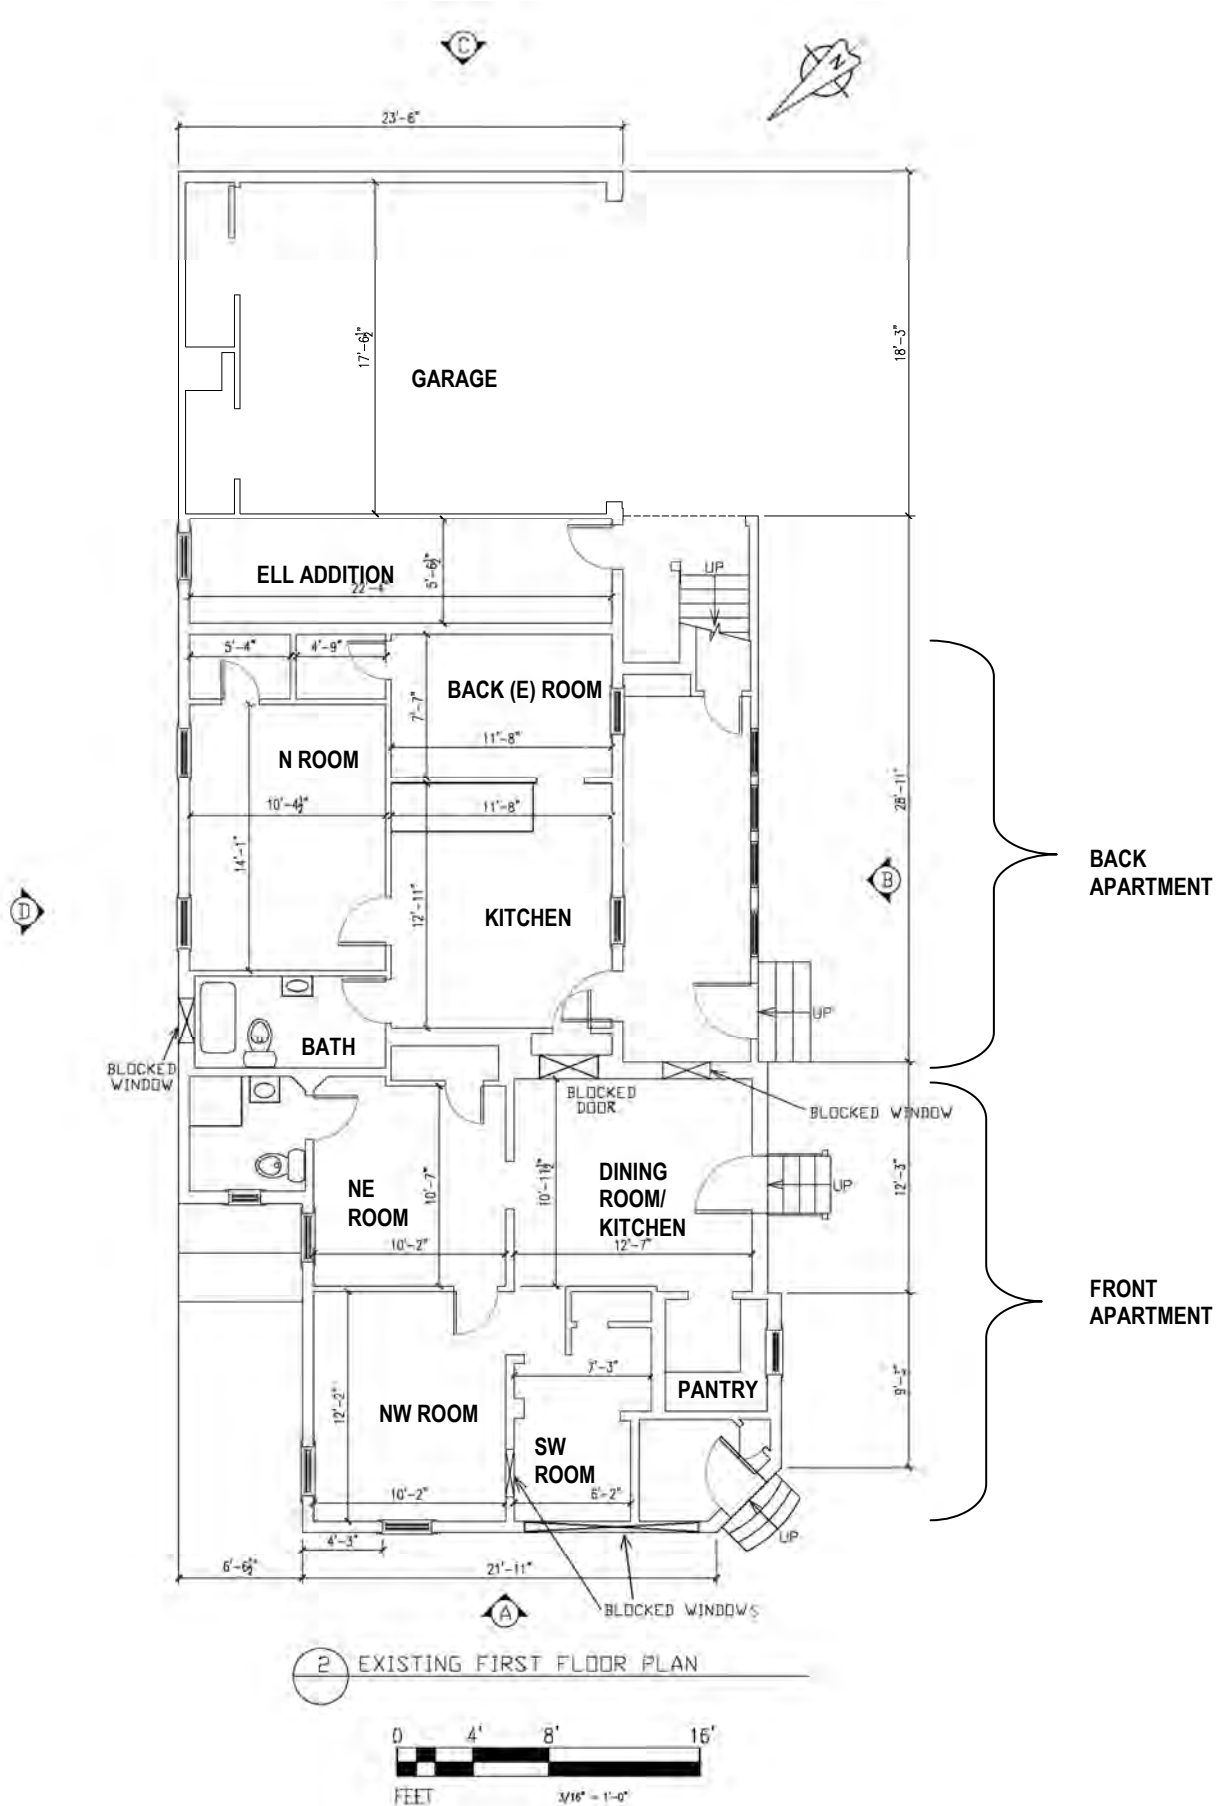 C
N
23'-6"
17'-6½"
18'-3"
GARAGE
ELL ADDITION
22'-4"
5'-6½"
UP
5'-4"
4'-9"
BACK (E) ROOM
7'-7"
11'-8"
N ROOM
10'-4½"
11'-8"
28'-11"
14'-1"
12'-11"
KITCHEN
BACK
APARTMENT
B
D
UP
BATH
BLOCKED
WINDOW
BLOCKED
DOOR
BLOCKED WINDOW
NE
ROOM
10'-7"
10'-11½"
DINING
ROOM/
KITCHEN
UP
12'-3"
10'-2"
12'-7"
FRONT
APARTMENT
7'-3"
PANTRY
9'-3"
12'-2"
NW ROOM
SW
ROOM
10'-2"
6'-2"
UP
4'-3"
6'-6½"
21'-11"
A
BLOCKED WINDOWS
2 EXISTING FIRST FLOOR PLAN
0 4' 8' 16'
FEET 3/16" = 1'-0"